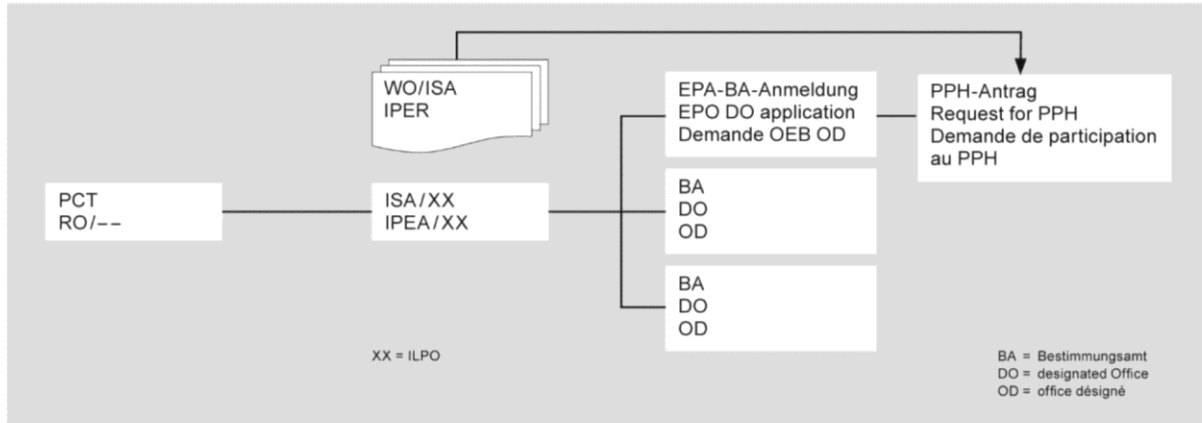 WO/ISA
IPER
EPA-BA-Anmeldung
EPO DO application
Demande OEB OD
PPH-Antrag
Request for PPH
Demande de participation
au PPH
PCT
RO/––
ISA/XX
IPEA/XX
BA
DO
OD
BA
DO
OD
XX = ILPO
BA = Bestimmungsamt
DO = designated Office
OD = office désigné